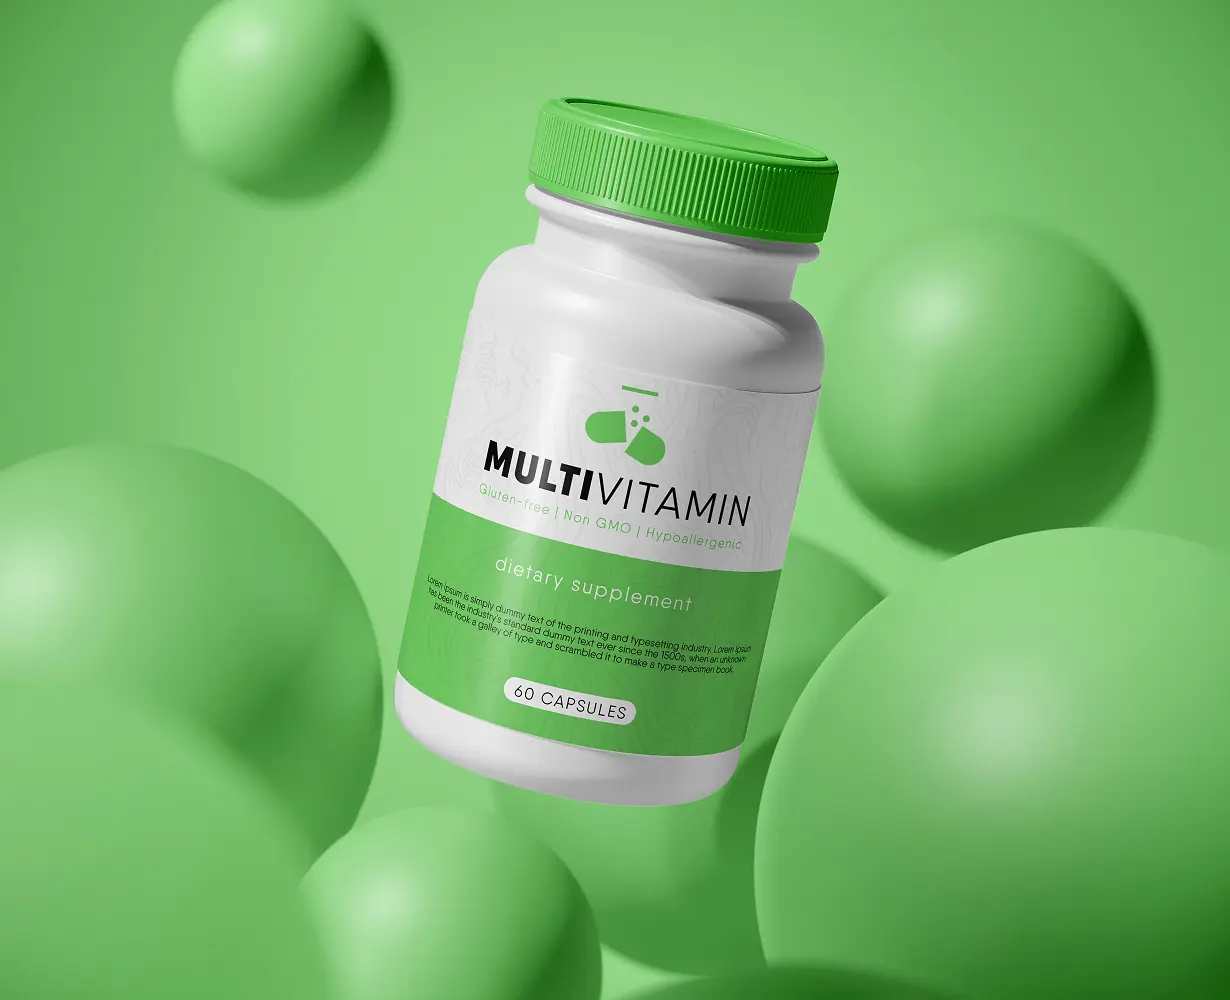 MULTIVITAMIN
Gluten-free | Non GMO | Hypoallergenic
dietary supplement
Lorem Ipsum is simply dummy text of the printing and typesetting industry. Lorem Ipsum
has been the industry's standard dummy text ever since the 1500s, when an unknown
printer took a galley of type and scrambled it to make a type specimen book.
60 CAPSULES